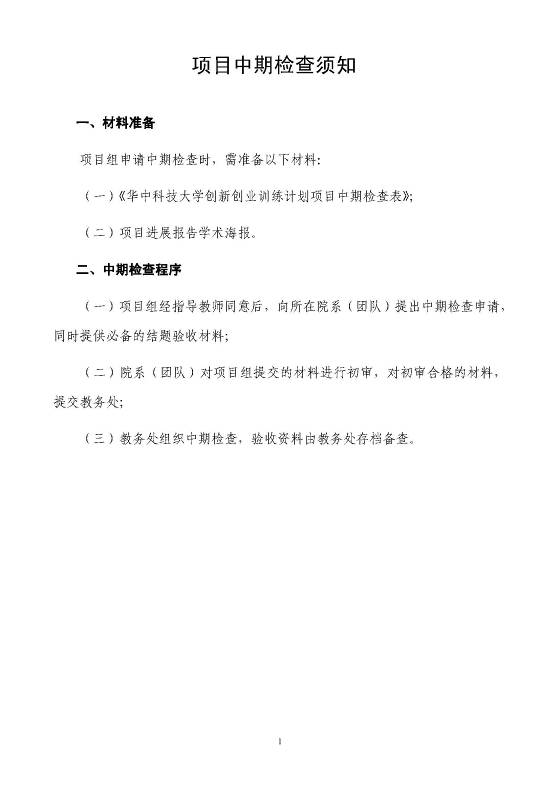 项目中期检查须知
一、材料准备
项目组申请中期检查时，需准备以下材料：
（一）《华中科技大学创新创业训练计划项目中期检查表》；
（二）项目进展报告学术海报。
二、中期检查程序
（一）项目组经指导教师同意后，向所在院系（团队）提出中期检查申请，
同时提供必备的结题验收材料；
（二）院系（团队）对项目组提交的材料进行初审，对初审合格的材料，
提交教务处；
（三）教务处组织中期检查，验收资料由教务处存档备查。
1